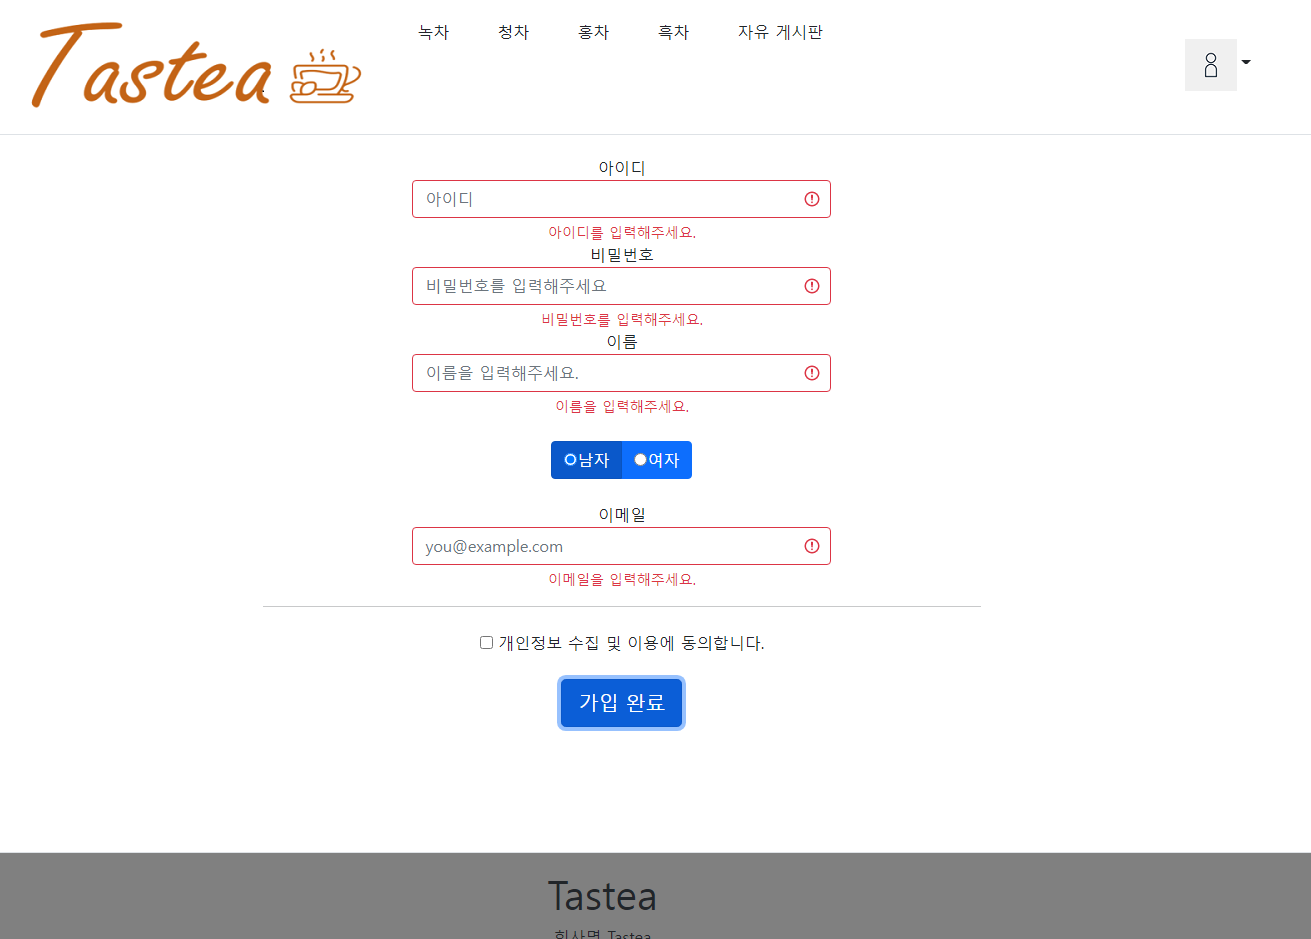 Tastea
녹차 청차 홍차 흑차 자유 게시판
아이디
아이디
아이디를 입력해주세요.
비밀번호
비밀번호를 입력해주세요
비밀번호를 입력해주세요.
이름
이름을 입력해주세요.
이름을 입력해주세요.
남자 여자
이메일
you@example.com
이메일을 입력해주세요.
개인정보 수집 및 이용에 동의합니다.
가입 완료
Tastea
회사명 Tastea